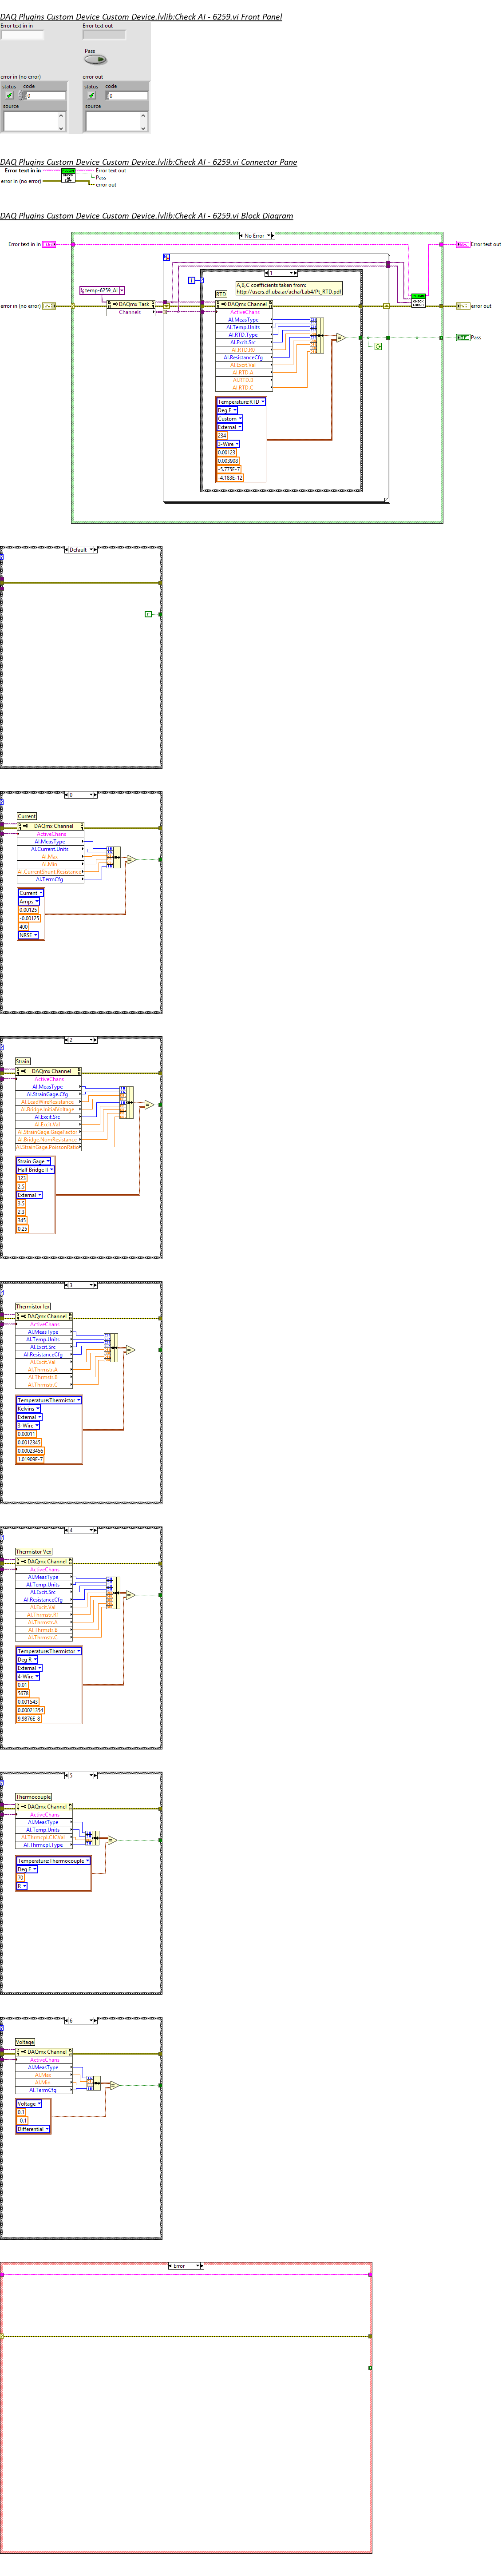 DAQ Plugins Custom Device Custom Device.lvlib:Check AI - 6259.vi Front Panel
Error text in in
Error text out
Pass
error in (no error)
error out
status code
0
source
status code
0
source
DAQ Plugins Custom Device Custom Device.lvlib:Check AI - 6259.vi Connector Pane
Error text in in
Error text out
Pass
error in (no error)
error out
DAQ Plugins Custom Device Custom Device.lvlib:Check AI - 6259.vi Block Diagram
No Error
Error text in in
Error text out
1
A,B,C coefficients taken from:
http://users.df.uba.ar/acha/Lab4/Pt_RTD.pdf
temp-6259_AI
RTD
error in (no error)
DAQmx Task
Channels
DAQmx Channel
ActiveChans
AI.MeasType
AI.Temp.Units
AI.RTD.Type
AI.Excit.Src
AI.RTD.R0
AI.ResistanceCfg
AI.Excit.Val
AI.RTD.A
AI.RTD.B
AI.RTD.C
error out
Pass
Temperature:RTD
Deg F
Custom
External
234
3-Wire
0.00123
0.003908
-5.775E-7
-4.183E-12
Default
F
0
Current
DAQmx Channel
ActiveChans
AI.MeasType
AI.Current.Units
AI.Max
AI.Min
AI.CurrentShunt.Resistance
AI.TermCfg
Current
Amps
0.00125
-0.00125
400
NRSE
2
Strain
DAQmx Channel
ActiveChans
AI.MeasType
AI.StrainGage.Cfg
AI.LeadWireResistance
AI.Bridge.InitialVoltage
AI.Excit.Src
AI.Excit.Val
AI.StrainGage.GageFactor
AI.Bridge.NomResistance
AI.StrainGage.PoissonRatio
Strain Gage
Half Bridge II
123
2.5
External
3.5
2.3
345
0.25
3
Thermistor Iex
DAQmx Channel
ActiveChans
AI.MeasType
AI.Temp.Units
AI.Excit.Src
AI.ResistanceCfg
AI.Excit.Val
AI.Thrmstr.A
AI.Thrmstr.B
AI.Thrmstr.C
Temperature:Thermistor
Kelvins
External
3-Wire
0.00011
0.0012345
0.00023456
1.01909E-7
4
Thermistor Vex
DAQmx Channel
ActiveChans
AI.MeasType
AI.Temp.Units
AI.Excit.Src
AI.ResistanceCfg
AI.Excit.Val
AI.Thrmstr.R1
AI.Thrmstr.A
AI.Thrmstr.B
AI.Thrmstr.C
Temperature:Thermistor
Deg R
External
4-Wire
0.01
5678
0.001543
0.00021354
9.9876E-8
5
Thermocouple
DAQmx Channel
ActiveChans
AI.MeasType
AI.Temp.Units
AI.Thrmcpl.CJCVal
AI.Thrmcpl.Type
Temperature:Thermocouple
Deg F
70
R
6
Voltage
DAQmx Channel
ActiveChans
AI.MeasType
AI.Max
AI.Min
AI.TermCfg
Voltage
0.1
-0.1
Differential
Error